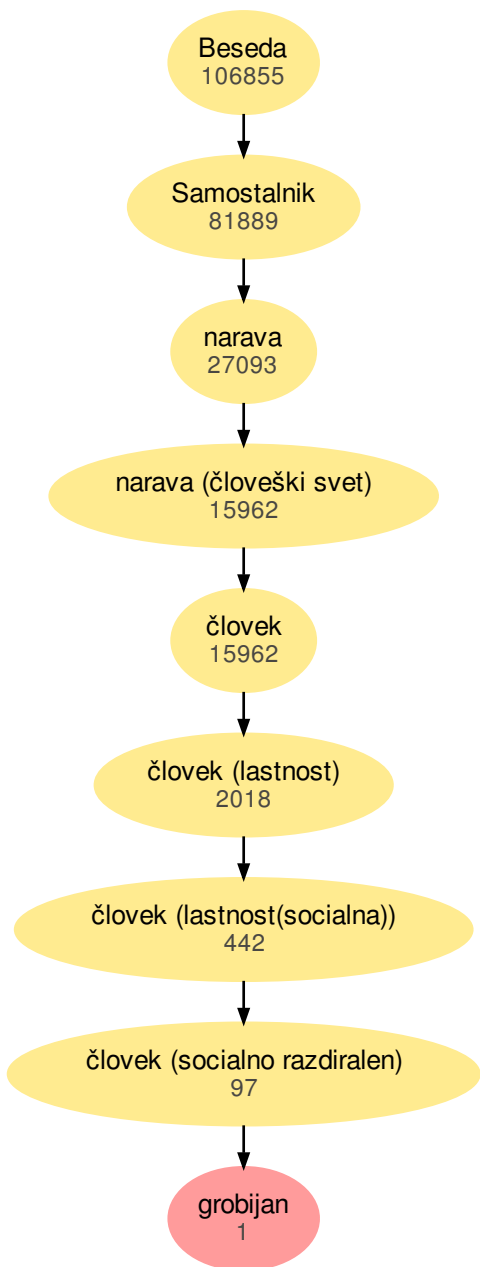 Beseda
106855
Samostalnik
81889
narava
27093
narava (človeški svet)
15962
človek
15962
človek (lastnost)
2018
človek (lastnost(socialna))
442
človek (socialno razdiralen)
97
grobijan
1